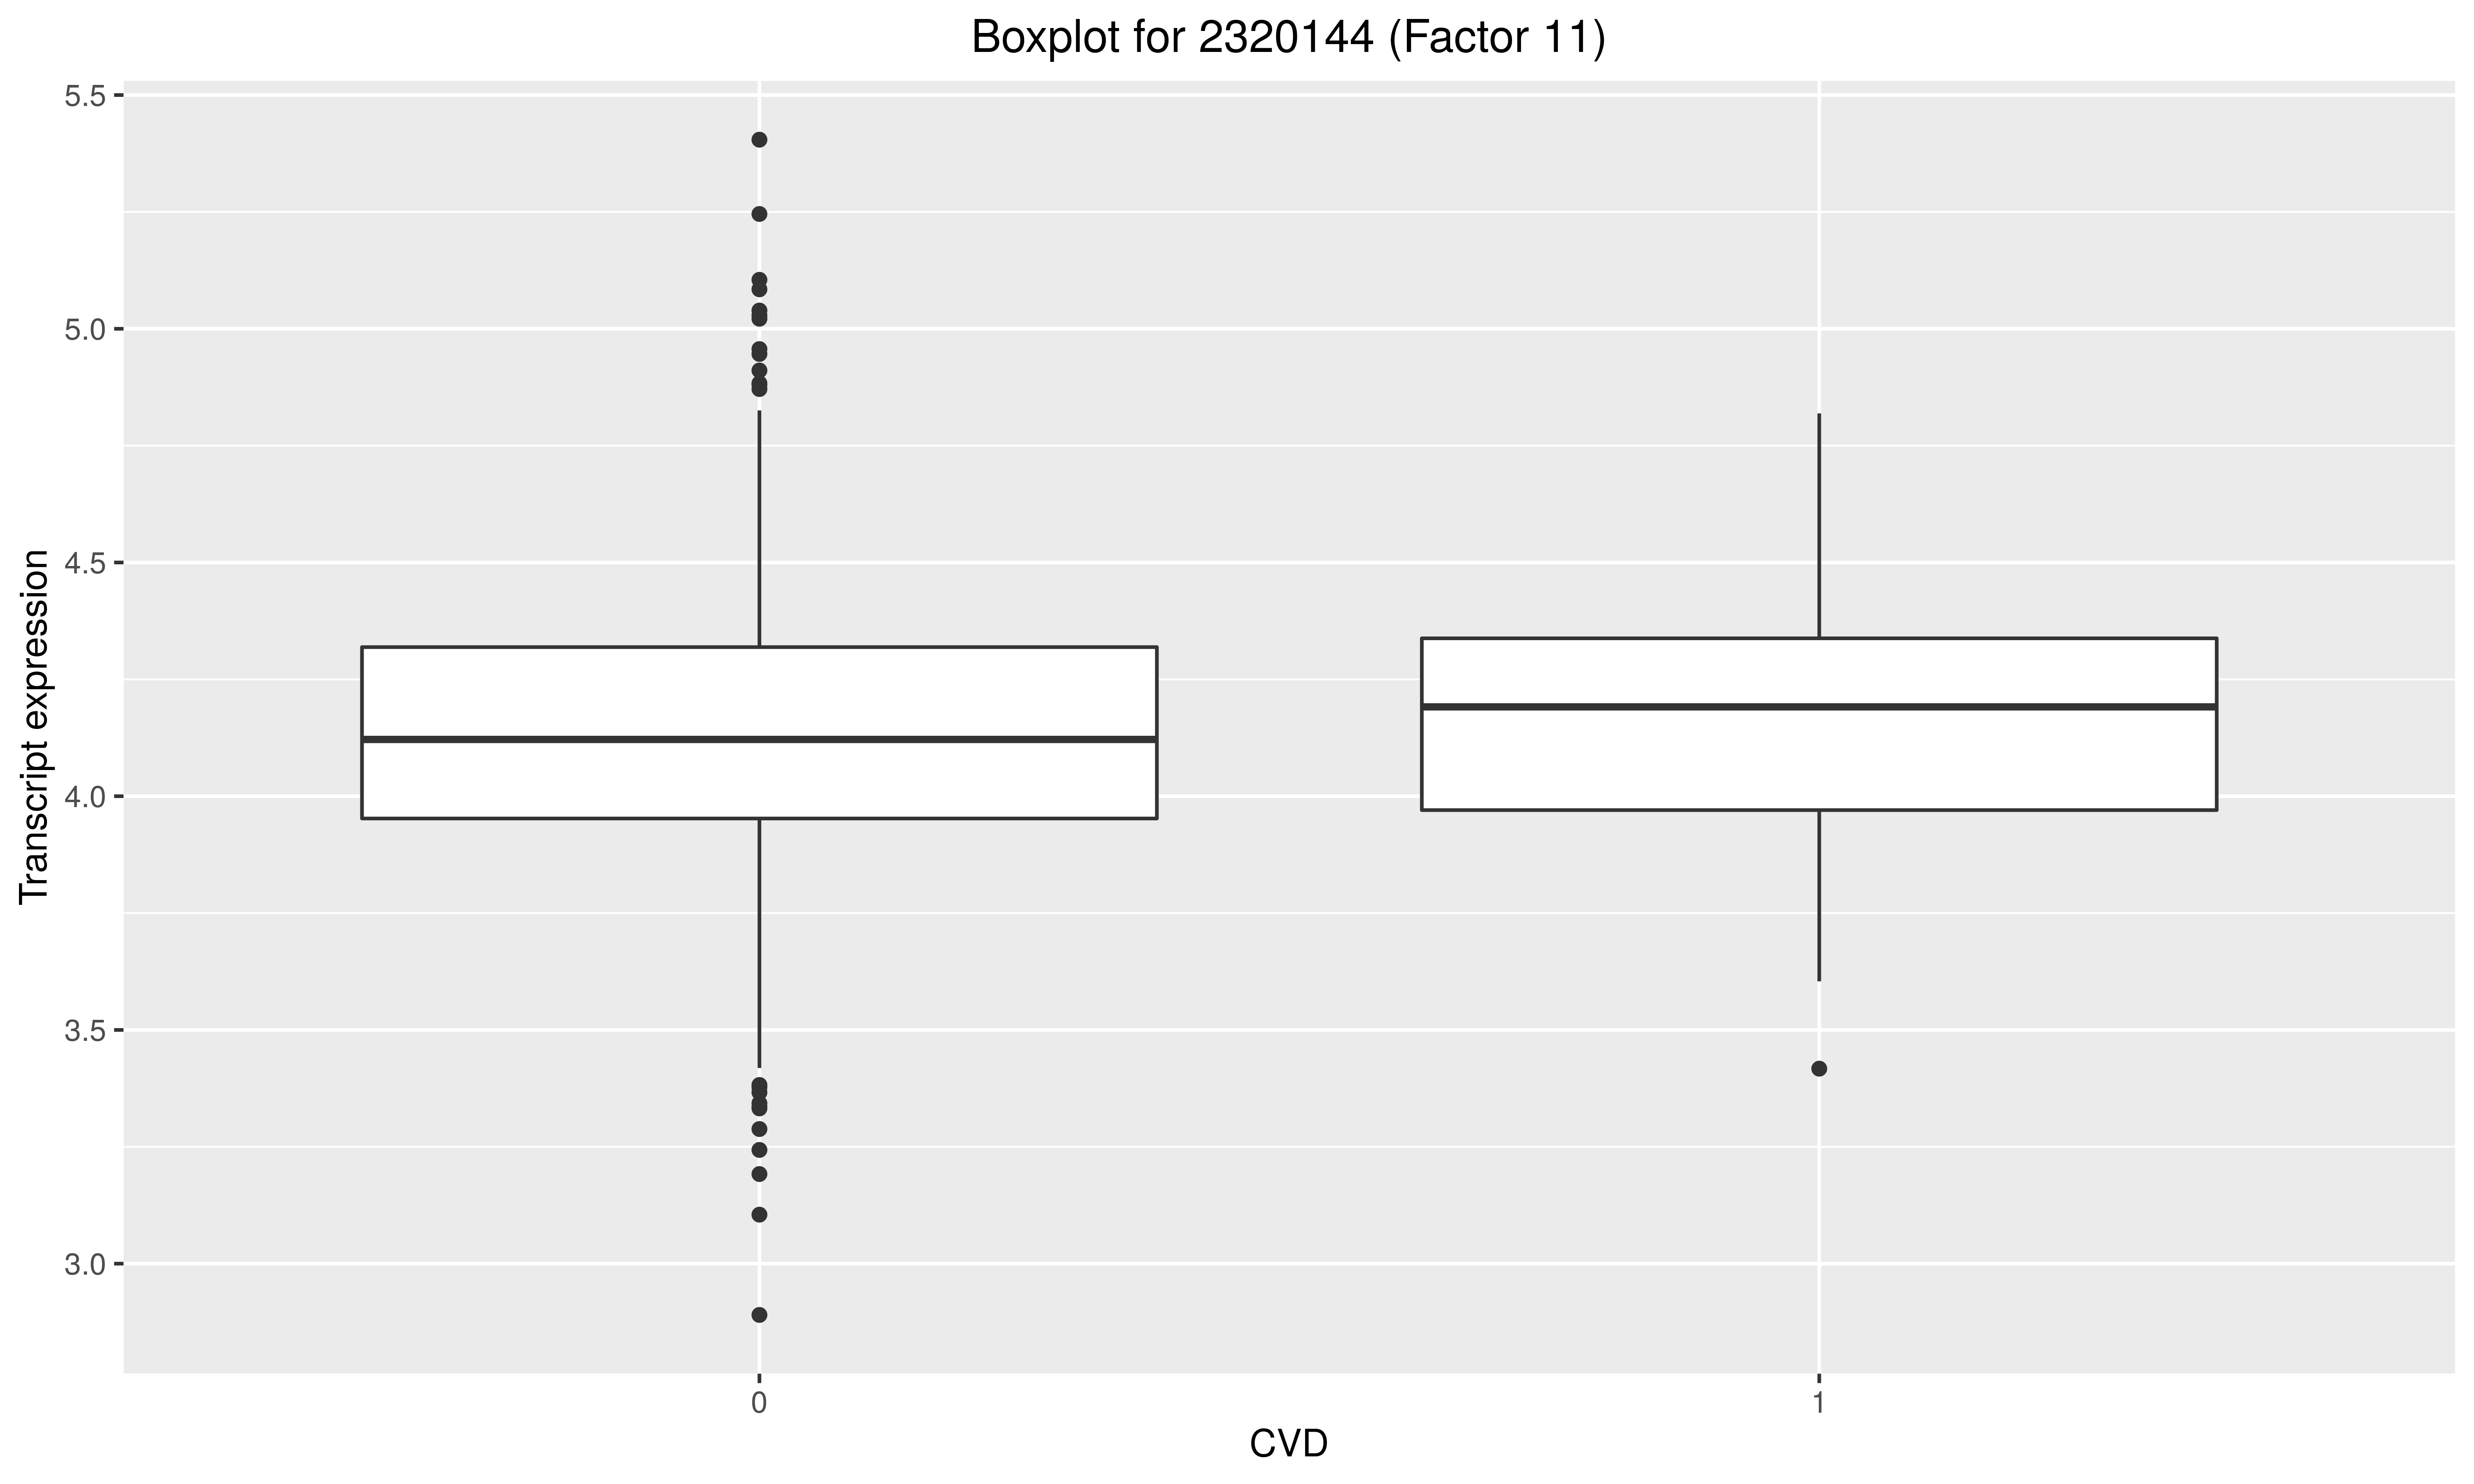 Boxplot for 2320144 (Factor 11)
Transcript expression
5.5
5.0
4.5
4.0
3.5
3.0
0
1
CVD